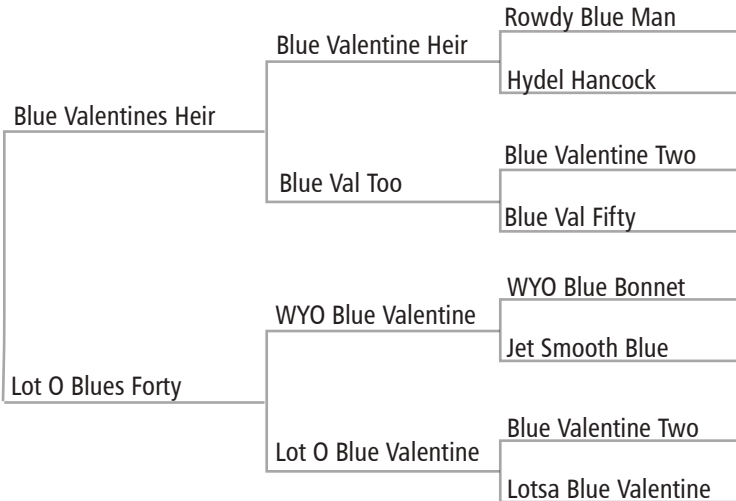 Rowdy Blue Man
Blue Valentine Heir
Hydel Hancock
Blue Valentines Heir
Blue Valentine Two
Blue Val Too
Blue Val Fifty
WYO Blue Bonnet
WYO Blue Valentine
Jet Smooth Blue
Lot O Blues Forty
Blue Valentine Two
Lot O Blue Valentine
Lotsa Blue Valentine